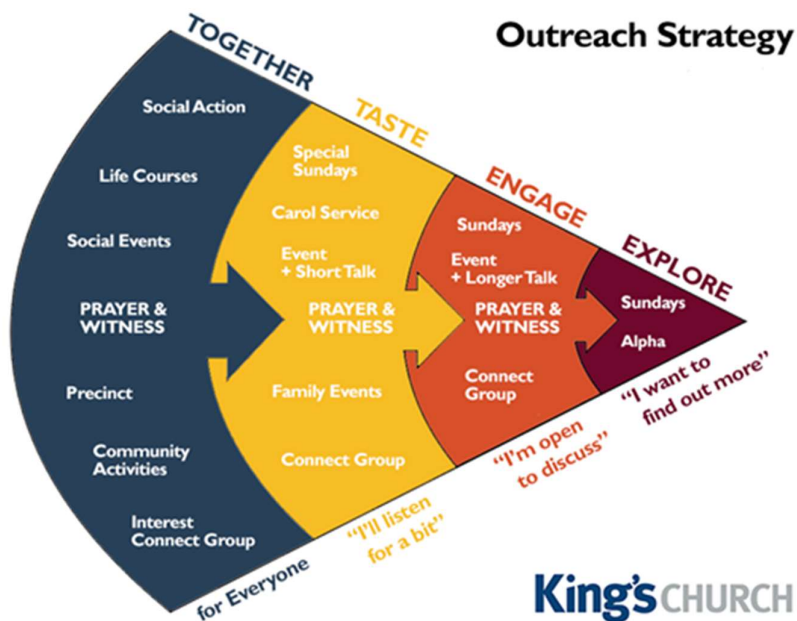 Outreach Strategy
TOGETHER
Social Action
Life Courses
Social Events
PRAYER &
WITNESS
Precinct
Community
Activities
Interest
Connect Group
for Everyone
TASTE
Special
Sundays
Carol Service
Event
+ Short Talk
PRAYER &
WITNESS
Family Events
Connect Group
“I’ll listen
for a bit”
ENGAGE
Sundays
Event
+ Longer Talk
PRAYER &
WITNESS
Connect
Group
“I’m open
to discuss”
EXPLORE
Sundays
Alpha
“I want to
find out more”
King’s CHURCH